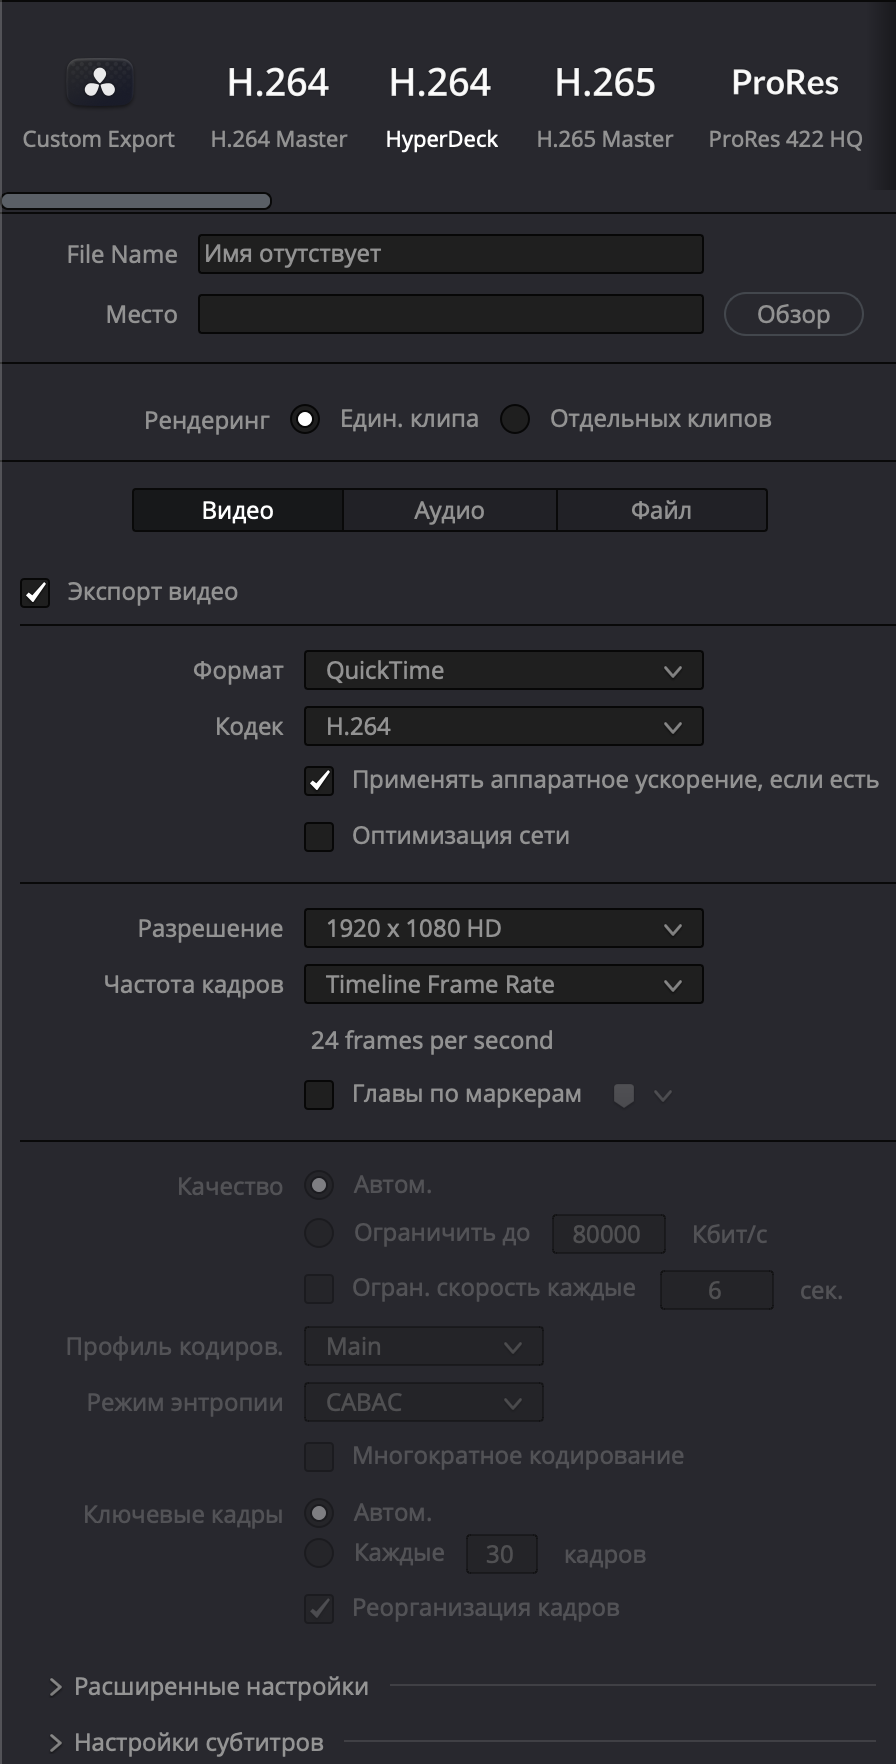 H.264 H.264 H.265 ProRes
Custom Export H.264 Master HyperDeck H.265 Master ProRes 422 HQ
File Name Имя отутствует
Место Обзор
Рендеринг Един. клипа Отдельных клипов
Видео Аудио Файл
Экспорт видео
Формат QuickTime
Кодек H.264
Применять аппаратное ускорение, если есть
Оптимизация сети
Разрешение 1920 x 1080 HD
Частота кадров Timeline Frame Rate
24 frames per second
Главы по маркерам
Качество Автом.
Ограничить до 80000 Кбит/с
Огран. скорость каждые 6 сек.
Профиль кодиров. Main
Режим энтропии CABAC
Многократное кодирование
Ключевые кадры Автом.
Каждые 30 кадров
Реорганизация кадров
Расширенные настройки
Настройки субтитров